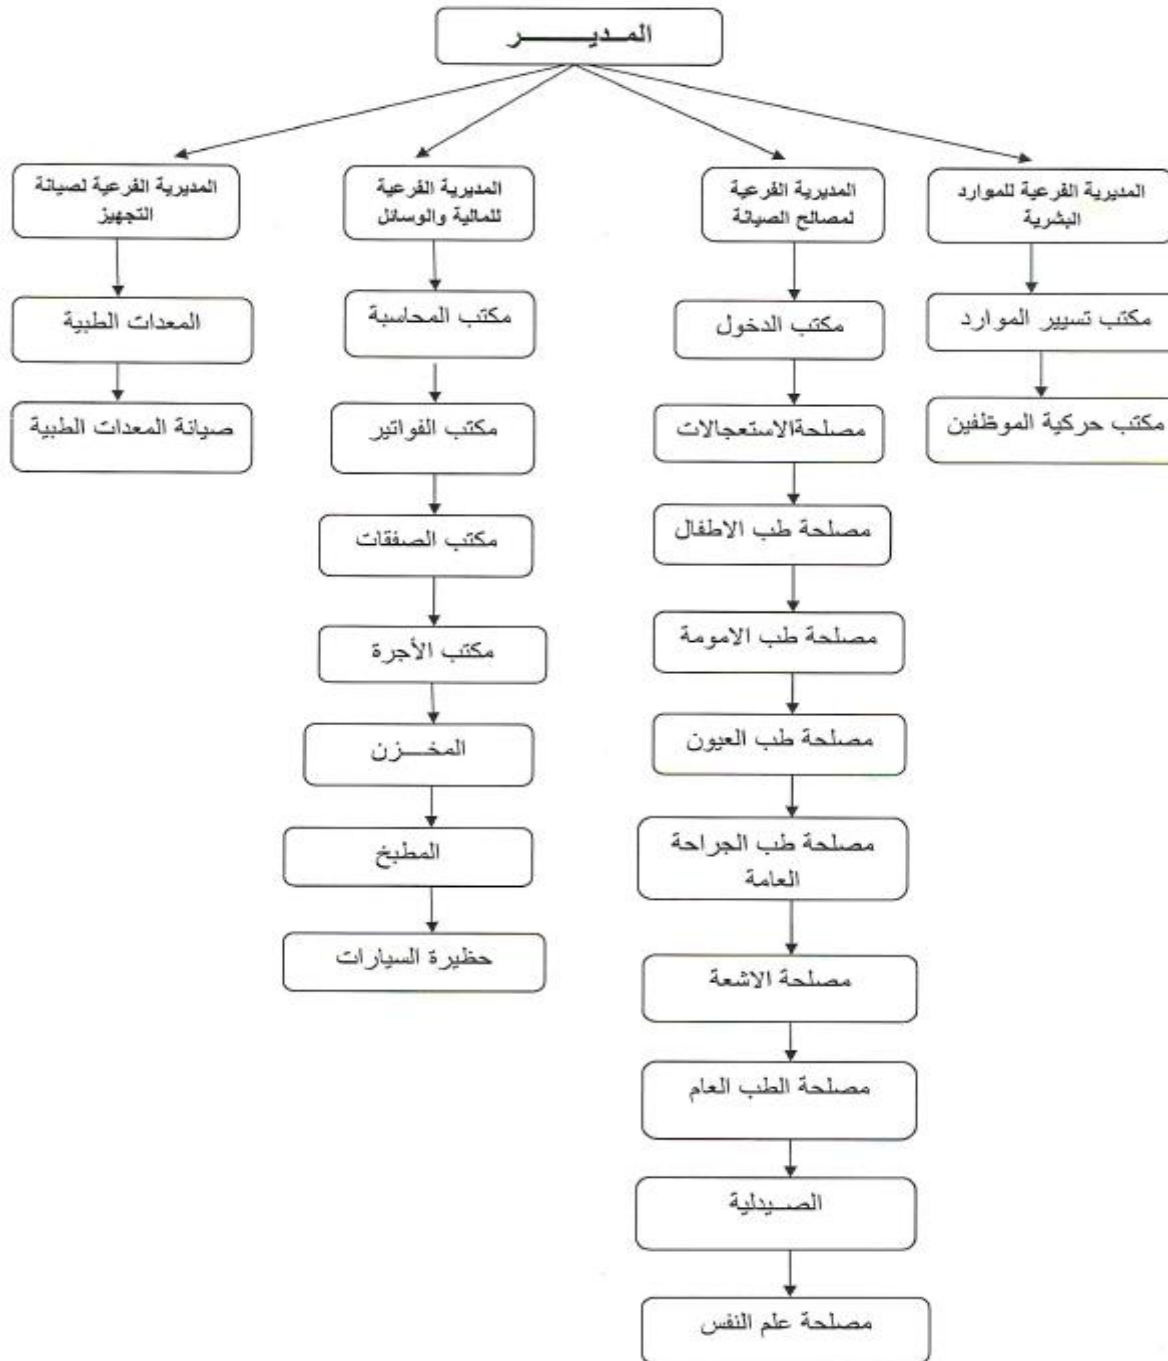 المـديـــــــر
المديرية الفرعية للموارد
البشرية
مكتب تسيير الموارد
مكتب حركية الموظفين
المديرية الفرعية
لمصالح الصيانة
مكتب الدخول
مصلحةالاستعجالات
مصلحة طب الاطفال
مصلحة طب الامومة
مصلحة طب العيون
مصلحة طب الجراحة
العامة
مصلحة الاشعة
مصلحة الطب العام
الصــيدلية
مصلحة علم النفس
المديرية الفرعية
للمالية والوسائل
مكتب المحاسبة
مكتب الفواتير
مكتب الصفقات
مكتب الأجرة
المخــــزن
المطبخ
حظيرة السيارات
المديرية الفرعية لصيانة
التجهيز
المعدات الطبية
صيانة المعدات الطبية